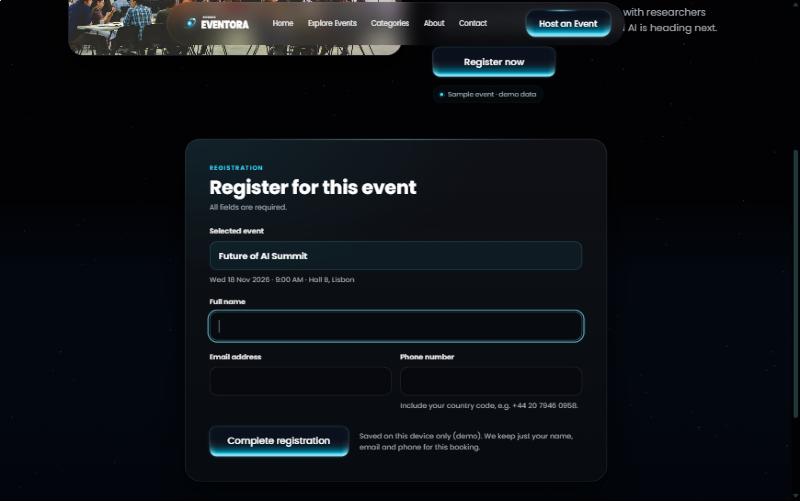 EVENTORA
Home
Explore Events
Categories
About
Contact
Host an Event
with researchers
AI is heading next.
Register now
Sample event · demo data
REGISTRATION
Register for this event
All fields are required.
Selected event
Future of AI Summit
Wed 18 Nov 2026 · 9:00 AM · Hall B, Lisbon
Full name
Email address
Phone number
Include your country code, e.g. +44 20 7946 0958.
Complete registration
Saved on this device only (demo). We keep just your name,
email and phone for this booking.